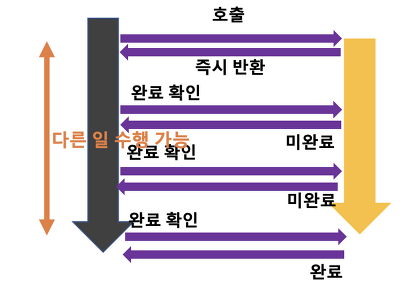 호출
즉시 반환
완료 확인
다른 일 수행 가능
미완료
완료 확인
미완료
완료 확인
완료